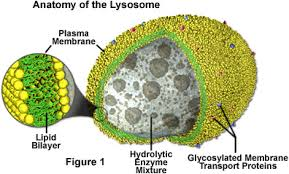 Anatomy of the Lysosome
Plasma
Membrane
Lipid
Bilayer
Figure 1
Hydrolytic
Enzyme
Mixture
Glycosylated Membrane
Transport Proteins